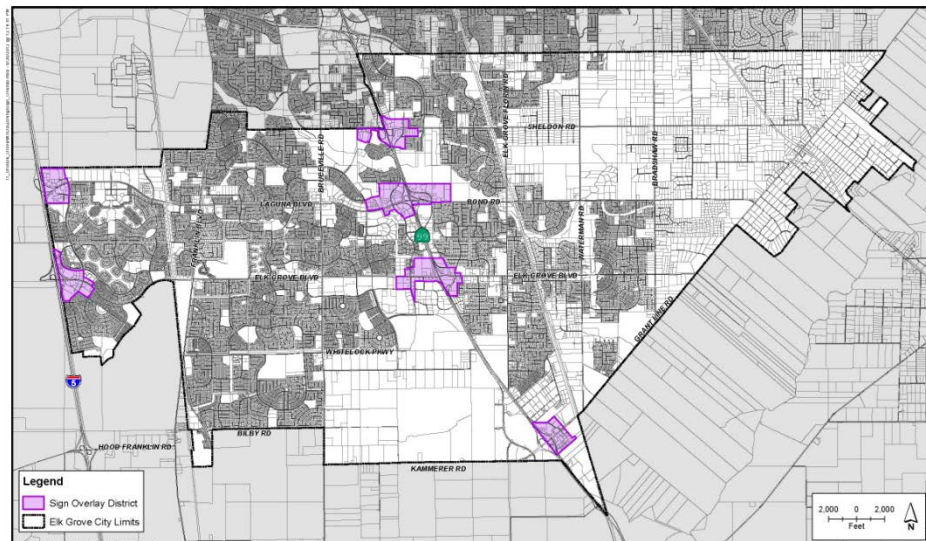 SHELDON RD
ELK GROVE FLORIN RD
BRUCEVILLE RD
BRADSHAW RD
LAGUNA BLVD
BOND RD
FRANKLIN BLVD
WATERMAN RD
99
ELK GROVE BLVD
ELK GROVE BLVD
GRANT LINE RD
WHITELOCK PKWY
5
BILBY RD
HOOD FRANKLIN RD
KAMMERER RD
Legend
Sign Overlay District
Elk Grove City Limits
2,000 0 2,000
Feet
N